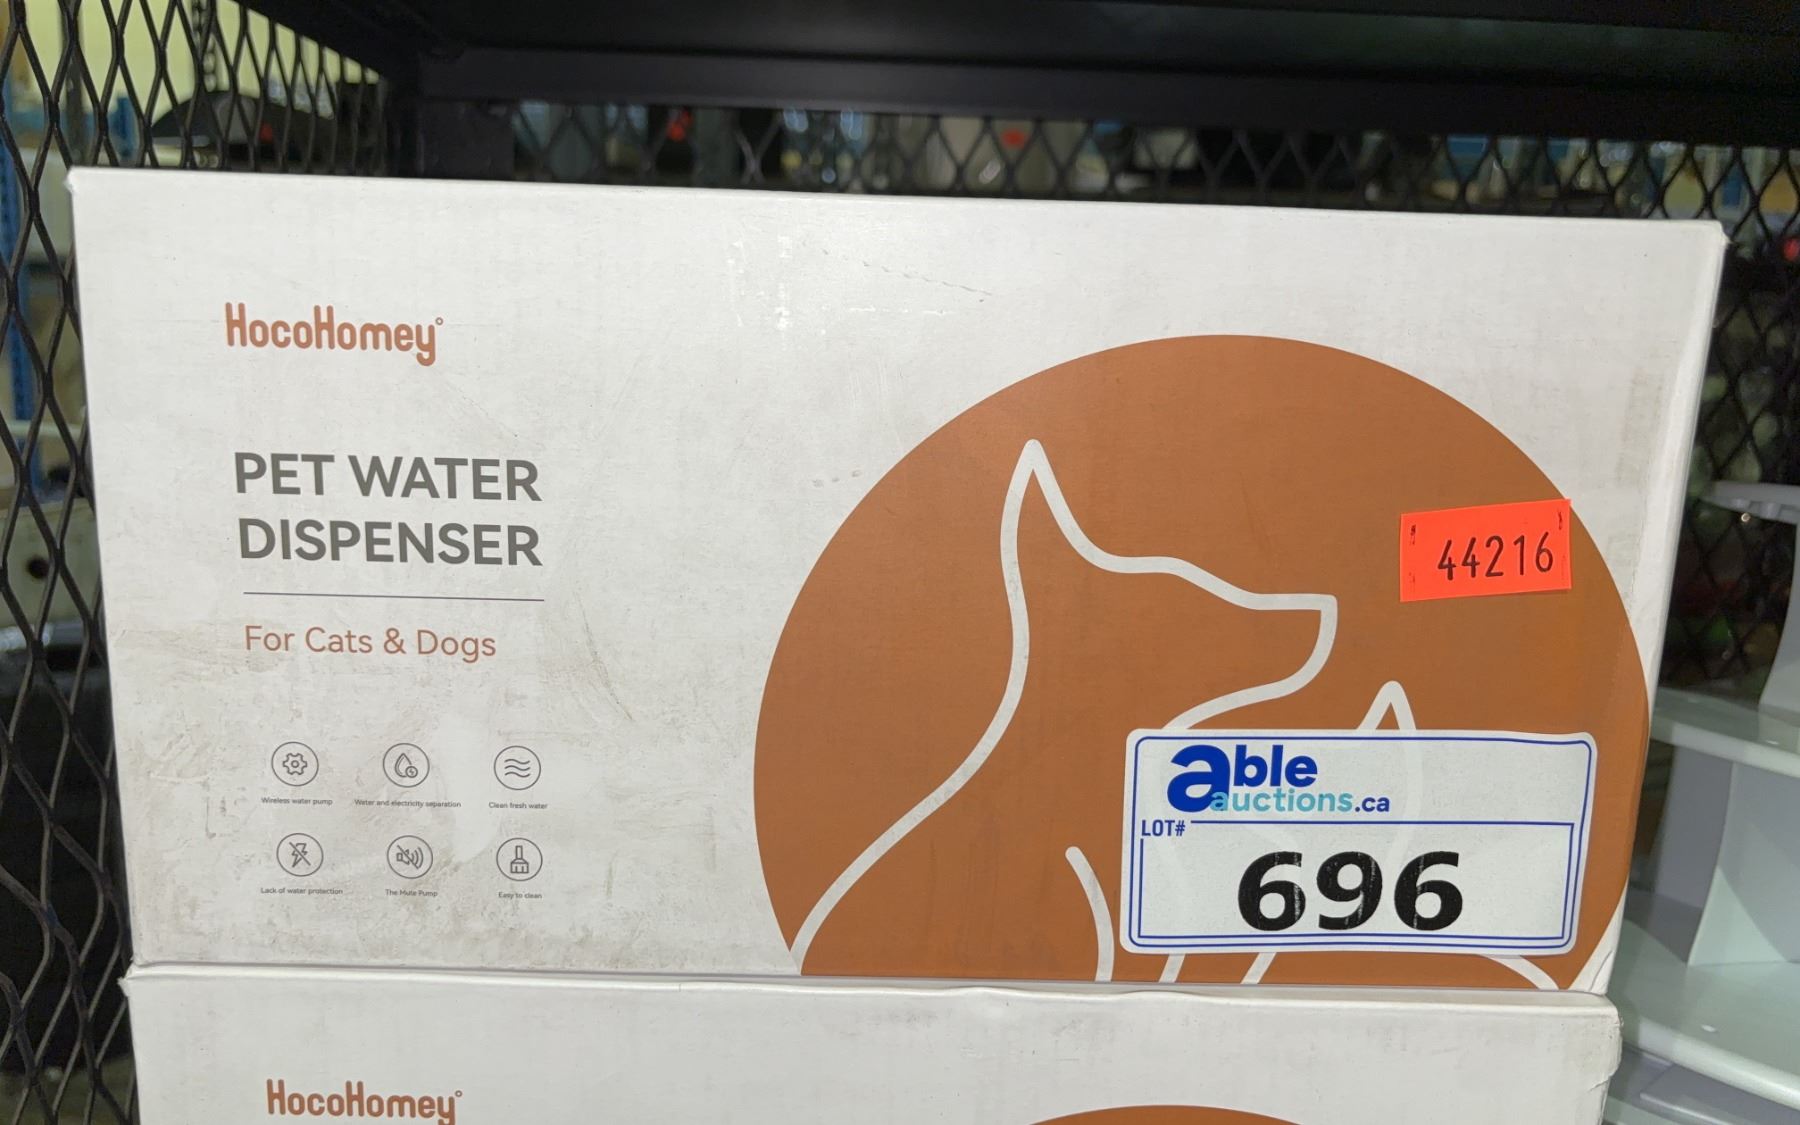 HocoHomey
PET WATER
DISPENSER
For Cats & Dogs
Wireless water pump
Water and electricity separation
Clean fresh water
Lack of water protection
The Mute Pump
Easy to clean
44216
able
auctions.ca
LOT#
696
HocoHomey